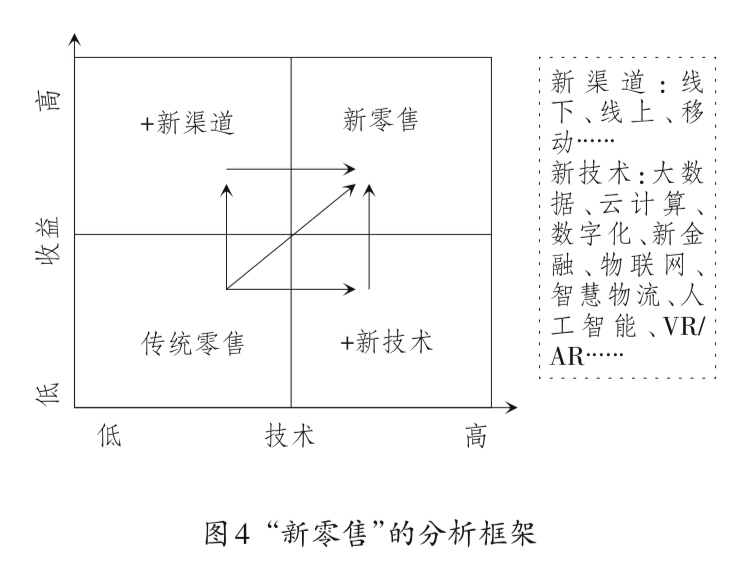 高
+新渠道
新零售
收益
传统零售
+新技术
低
低
技术
高
新渠道:线
下、线上、移
动……
新技术:大数
据、云计算、
数字化、新金
融、物联网、
智慧物流、人
工智能、VR/
AR……
图4 “新零售”的分析框架